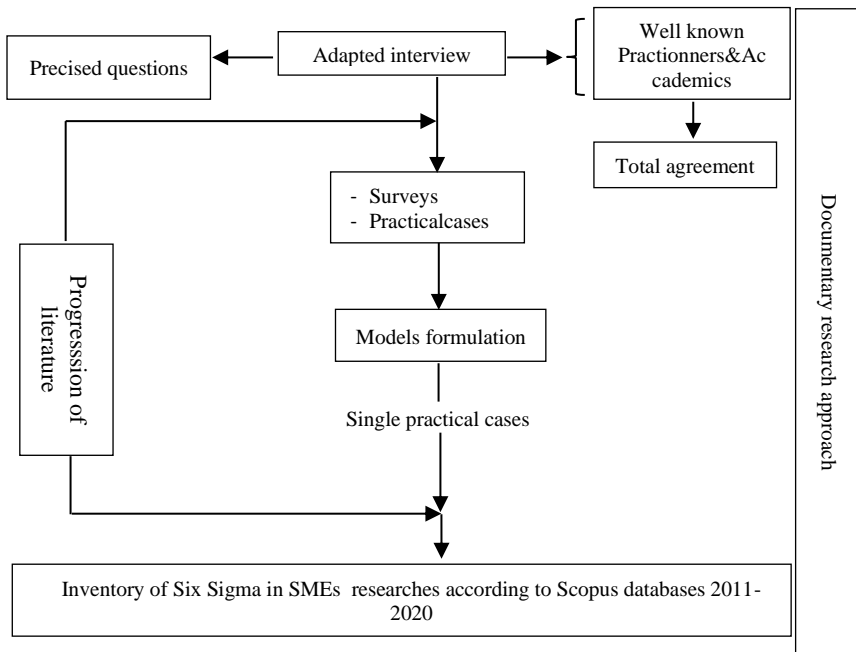 Precised questions
Adapted interview
Well known
Practionners&Ac
cademics
Total agreement
- Surveys
- Practicalcases
Progresssion of
literature
Models formulation
Single practical cases
Inventory of Six Sigma in SMEs researches according to Scopus databases 2011-
2020
Documentary research approach